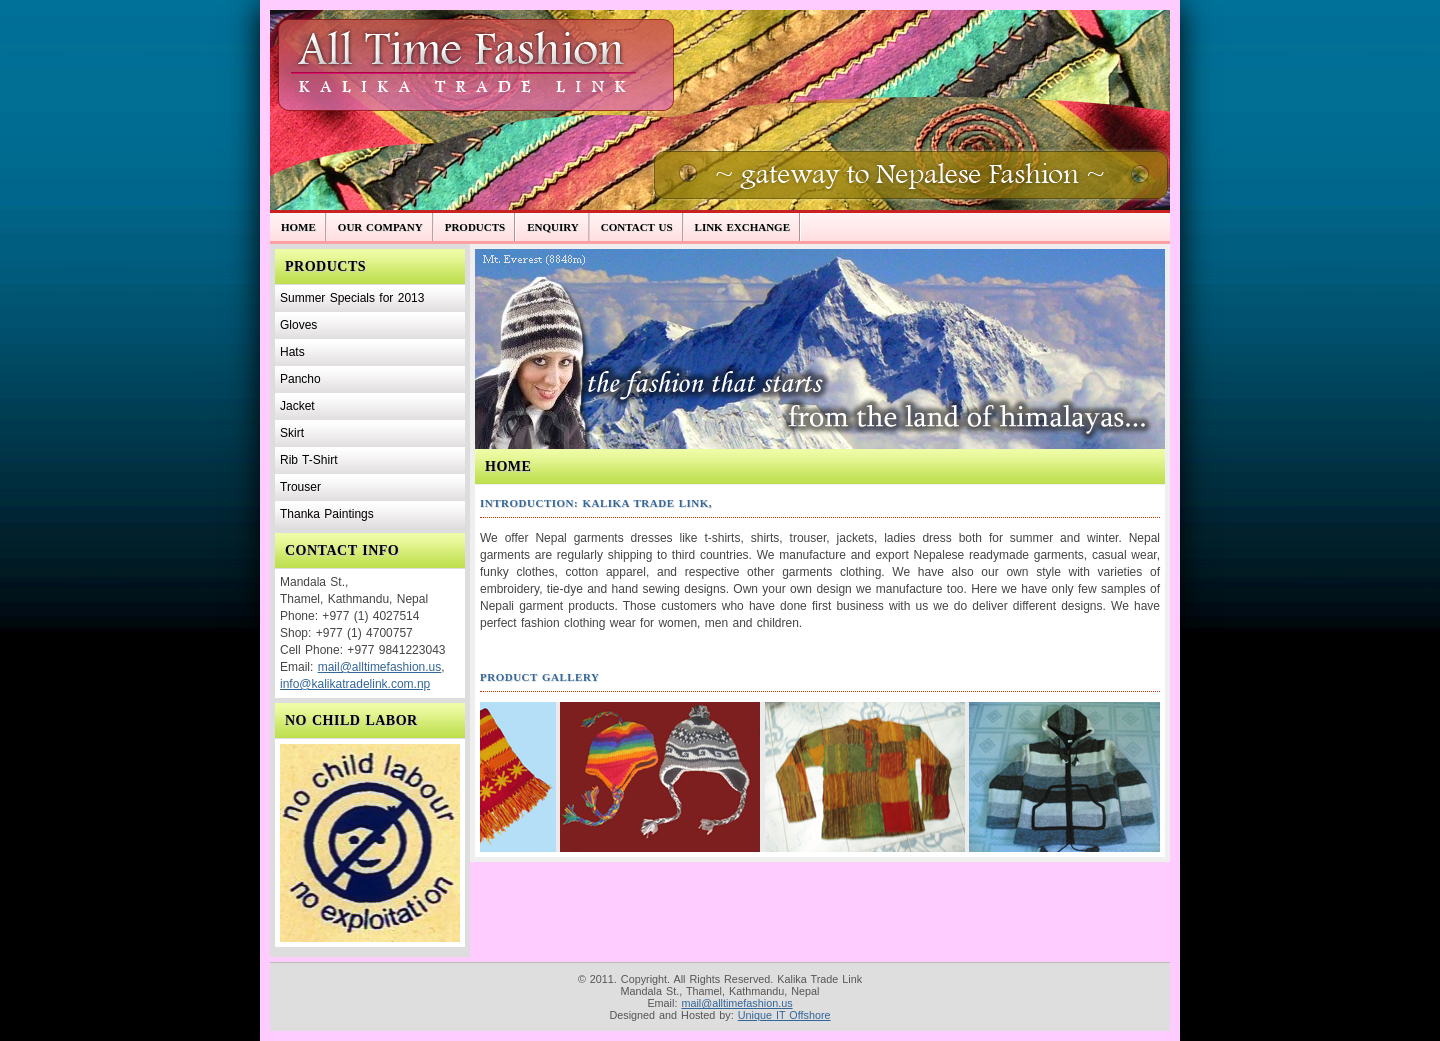 All Time Fashion
KALIKA TRADE LINK
~ gateway to Nepalese Fashion ~
HOME
OUR COMPANY
PRODUCTS
ENQUIRY
CONTACT US
LINK EXCHANGE
PRODUCTS
Summer Specials for 2013
Gloves
Hats
Pancho
Jacket
Skirt
Rib T-Shirt
Trouser
Thanka Paintings
CONTACT INFO
Mandala St.,
Thamel, Kathmandu, Nepal
Phone: +977 (1) 4027514
Shop: +977 (1) 4700757
Cell Phone: +977 9841223043
Email: mail@alltimefashion.us,
info@kalikatradelink.com.np
NO CHILD LABOR
no child labour
no exploitation
Mt. Everest (8848m)
the fashion that starts
from the land of himalayas...
HOME
INTRODUCTION: KALIKA TRADE LINK,
We offer Nepal garments dresses like t-shirts, shirts, trouser, jackets, ladies dress both for summer and winter. Nepal
garments are regularly shipping to third countries. We manufacture and export Nepalese readymade garments, casual wear,
funky clothes, cotton apparel, and respective other garments clothing. We have also our own style with varieties of
embroidery, tie-dye and hand sewing designs. Own your own design we manufacture too. Here we have only few samples of
Nepali garment products. Those customers who have done first business with us we do deliver different designs. We have
perfect fashion clothing wear for women, men and children.
PRODUCT GALLERY
© 2011. Copyright. All Rights Reserved. Kalika Trade Link
Mandala St., Thamel, Kathmandu, Nepal
Email: mail@alltimefashion.us
Designed and Hosted by: Unique IT Offshore